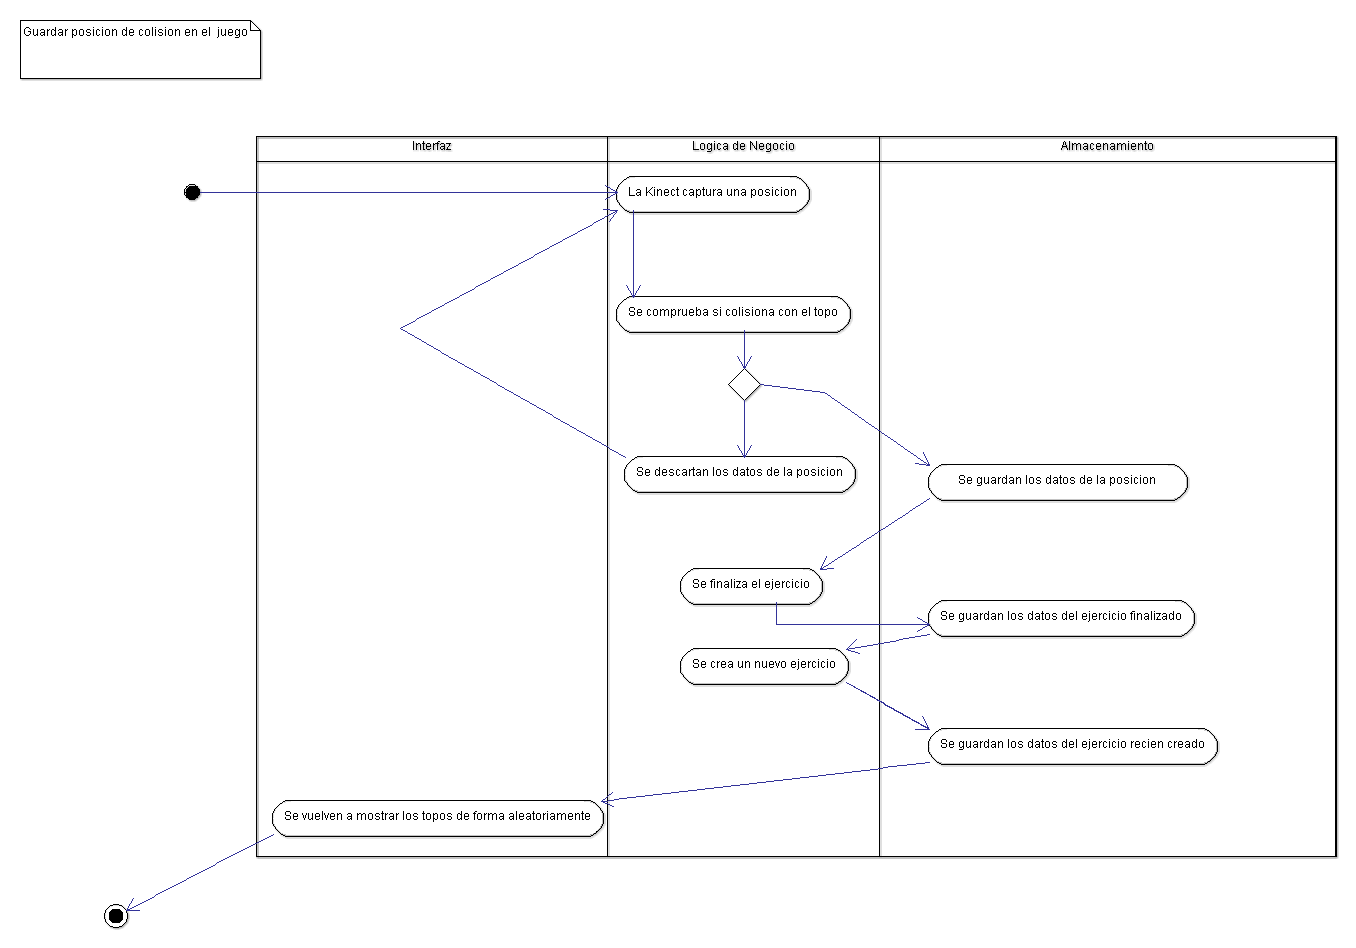 Guardar posicion de colision en el juego
Interfaz
Logica de Negocio
Almacenamiento
La Kinect captura una posicion
Se comprueba si colisiona con el topo
Se descartan los datos de la posicion
Se guardan los datos de la posicion
Se finaliza el ejercicio
Se guardan los datos del ejercicio finalizado
Se crea un nuevo ejercicio
Se guardan los datos del ejercicio recien creado
Se vuelven a mostrar los topos de forma aleatoriamente